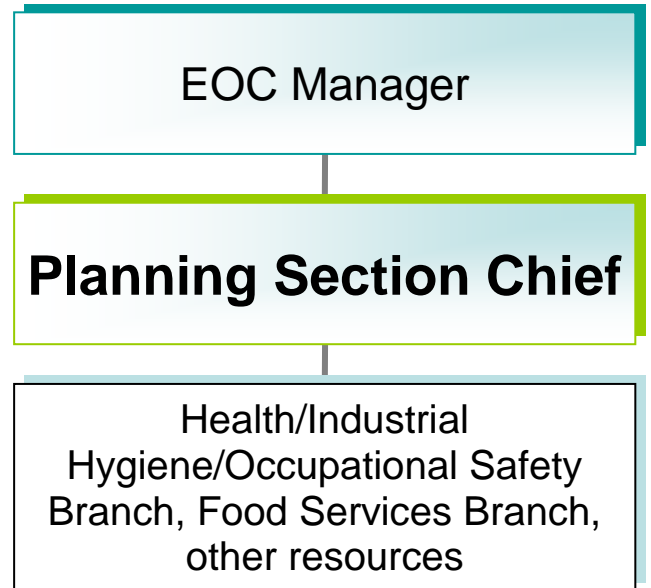 EOC Manager
Planning Section Chief
Health/Industrial
Hygiene/Occupational Safety
Branch, Food Services Branch,
other resources